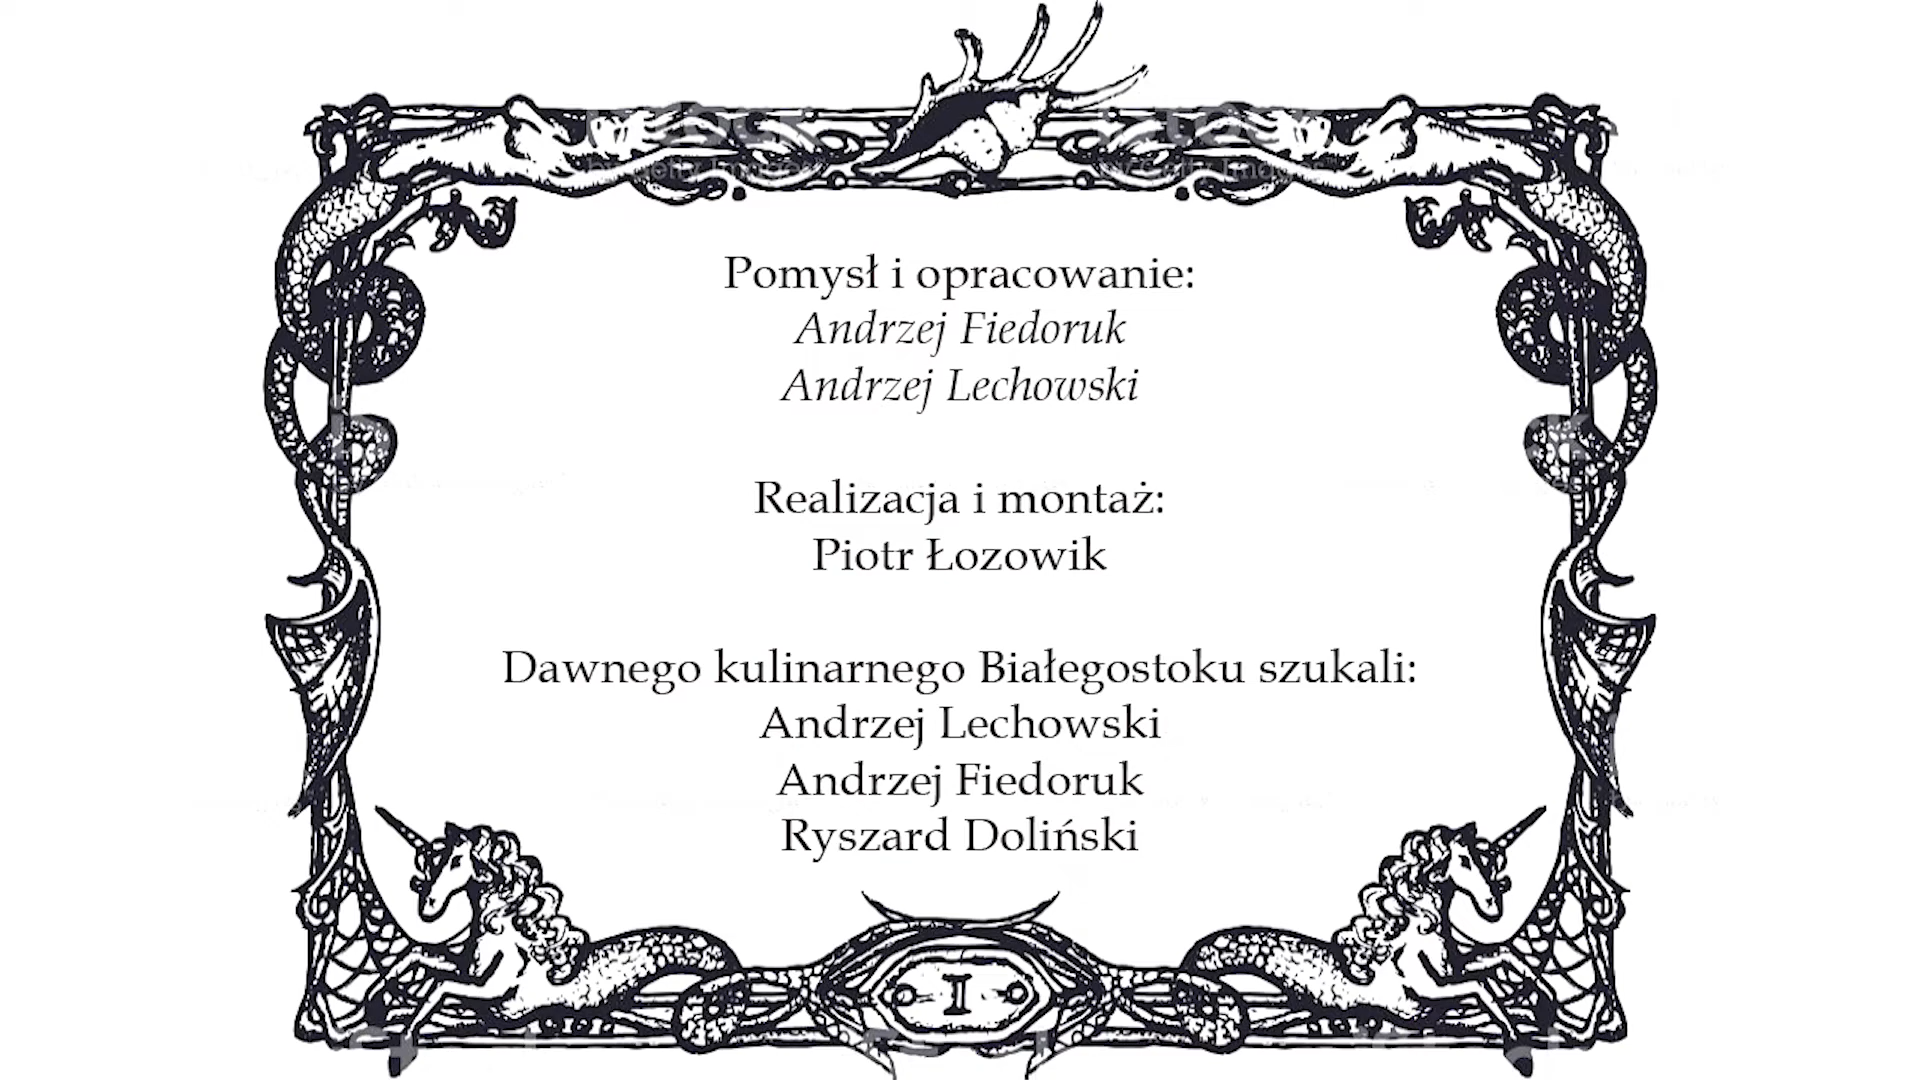 Pomysł i opracowanie:
Andrzej Fiedoruk
Andrzej Lechowski
Realizacja i montaż:
Piotr Łozowik
Dawnego kulinarnego Białegostoku szukali:
Andrzej Lechowski
Andrzej Fiedoruk
Ryszard Doliński
I